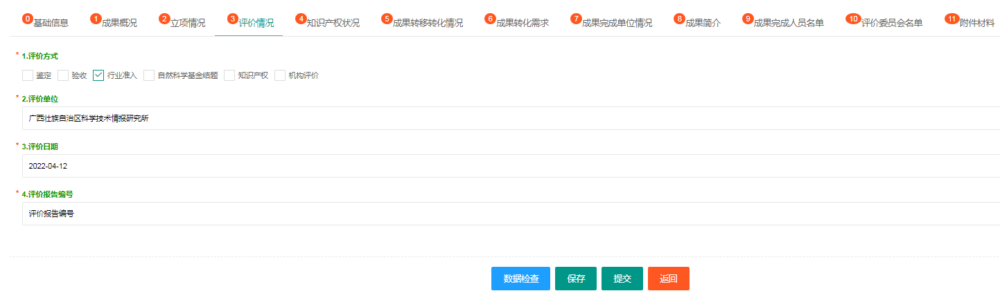 0 基础信息 1 成果概况 2 立项情况 3 评价情况 4 知识产权状况 5 成果转移转化情况 6 成果转化需求 7 成果完成单位情况 8 成果简介 9 成果完成人员名单 10 评价委员会名单 11 附件材料
* 1.评价方式
鉴定 验收 行业准入 自然科学基金结题 知识产权 机构评价
* 2.评价单位
广西壮族自治区科学技术情报研究所
* 3.评价日期
2022-04-12
* 4.评价报告编号
评价报告编号
数据检查 保存 提交 返回